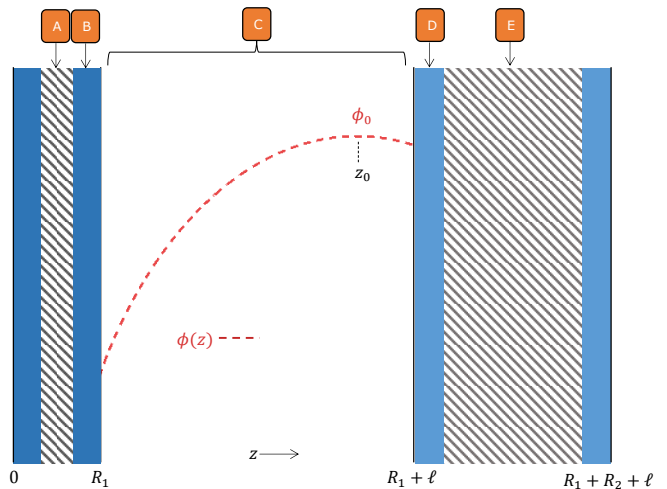 A B C D E
ϕ₀
z₀
ϕ(z)
z
0 R₁ R₁ + ℓ R₁ + R₂ + ℓ